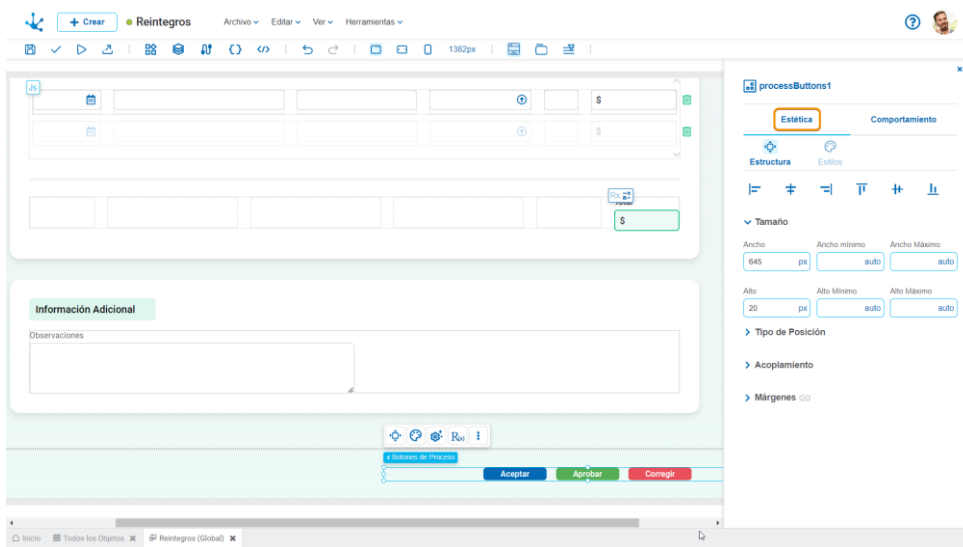 + Crear
Reintegros
Archivo
Editar
Ver
Herramientas
?
1382px
Js
$
$
Rx
Total
$
Información Adicional
Observaciones
R(x)
Botones de Proceso
Aceptar
Aprobar
Corregir
processButtons1
Estética
Comportamiento
Estructura
Estilos
Tamaño
Ancho
Ancho mínimo
Ancho Máximo
645 px
auto
auto
Alto
Alto Mínimo
Alto Máximo
20 px
auto
auto
Tipo de Posición
Acoplamiento
Márgenes
Inicio
Todos los Objetos
Reintegros (Global)